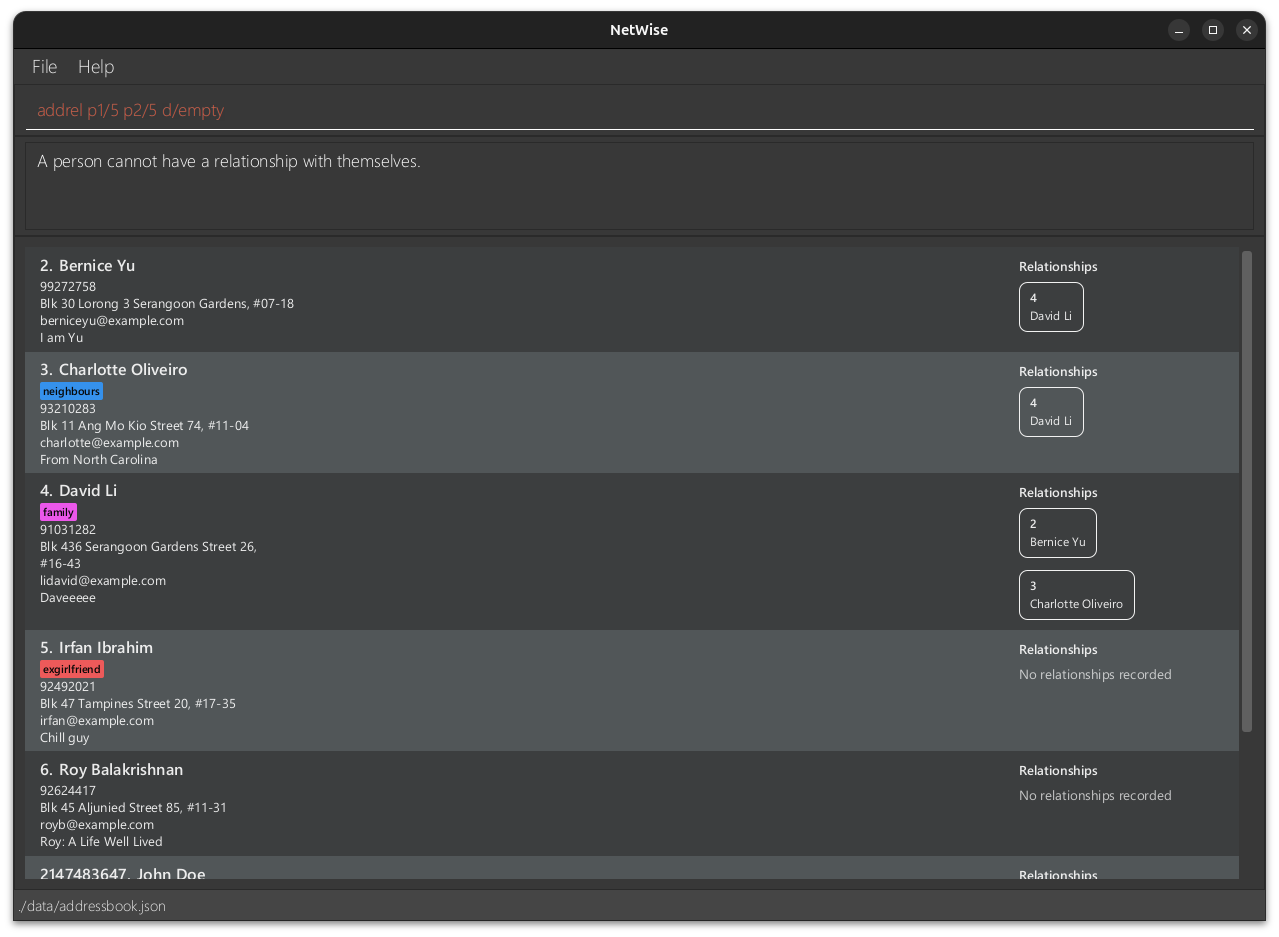 NetWise
File Help
addrel p1/5 p2/5 d/empty
A person cannot have a relationship with themselves.
2. Bernice Yu
99272758
Blk 30 Lorong 3 Serangoon Gardens, #07-18
berniceyu@example.com
I am Yu
Relationships
4
David Li
3. Charlotte Oliveiro
neighbours
93210283
Blk 11 Ang Mo Kio Street 74, #11-04
charlotte@example.com
From North Carolina
Relationships
4
David Li
4. David Li
family
91031282
Blk 436 Serangoon Gardens Street 26,
#16-43
lidavid@example.com
Daveeeee
Relationships
2
Bernice Yu
3
Charlotte Oliveiro
5. Irfan Ibrahim
exgirlfriend
92492021
Blk 47 Tampines Street 20, #17-35
irfan@example.com
Chill guy
Relationships
No relationships recorded
6. Roy Balakrishnan
92624417
Blk 45 Aljunied Street 85, #11-31
royb@example.com
Roy: A Life Well Lived
Relationships
No relationships recorded
2147483647. John Doe
Relationships
./data/addressbook.json